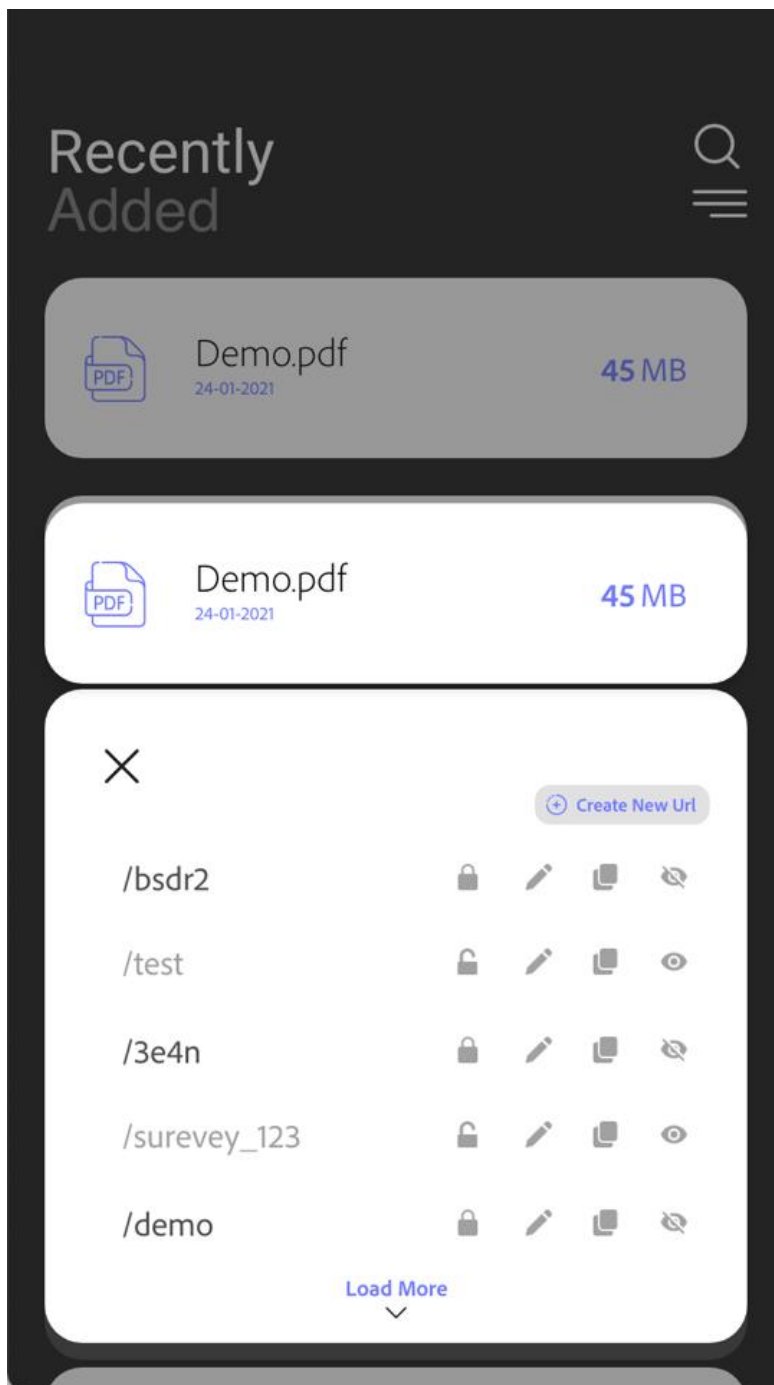 Recently
Added
PDF
Demo.pdf
24-01-2021
45 MB
PDF
Demo.pdf
24-01-2021
45 MB
Create New Url
/bsdr2
/test
/3e4n
/surevey_123
/demo
Load More